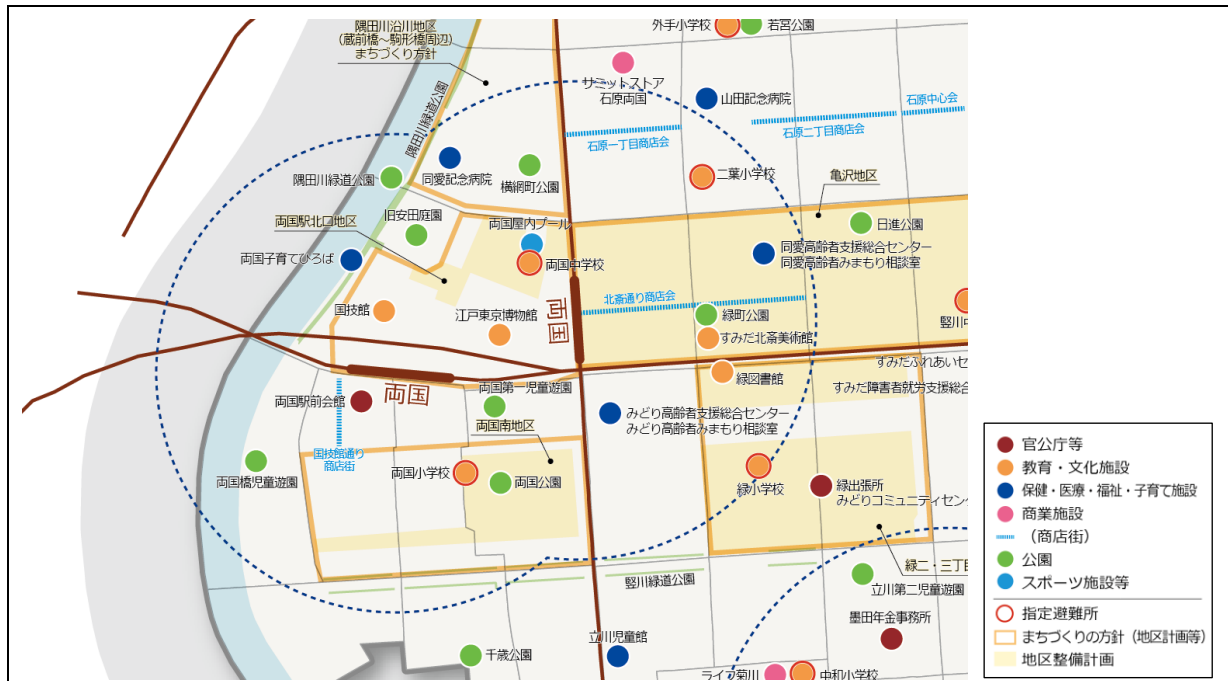 隅田川沿川地区
(蔵前橋～駒形橋周辺)
まちづくり方針
外手小学校
若宮公園
サミットストア
石原両国
山田記念病院
石原中心会
石原二丁目商店会
石原一丁目商店会
隅田川緑道公園
隅田川緑道公園
同愛記念病院
横網町公園
二葉小学校
亀沢地区
両国駅北口地区
旧安田庭園
両国屋内プール
日進公園
両国子育てひろば
両国中学校
同愛高齢者支援総合センター
同愛高齢者みまもり相談室
北斎通り商店会
国技館
江戸東京博物館
両国
緑町公園
竪川中
すみだ北斎美術館
すみだふれあいセ
両国駅前会館
両国
両国第一児童遊園
緑図書館
すみだ障害者就労支援総合
みどり高齢者支援総合センター
みどり高齢者みまもり相談室
国技館通り
商店街
両国南地区
両国橋児童遊園
両国小学校
両国公園
緑小学校
緑出張所
みどりコミュニティセン
緑二・三丁目
竪川緑道公園
立川第二児童遊園
墨田年金事務所
千歳公園
立川児童館
ライフ菊川
中和小学校
官公庁等
教育・文化施設
保健・医療・福祉・子育て施設
商業施設
(商店街)
公園
スポーツ施設等
指定避難所
まちづくりの方針（地区計画等）
地区整備計画